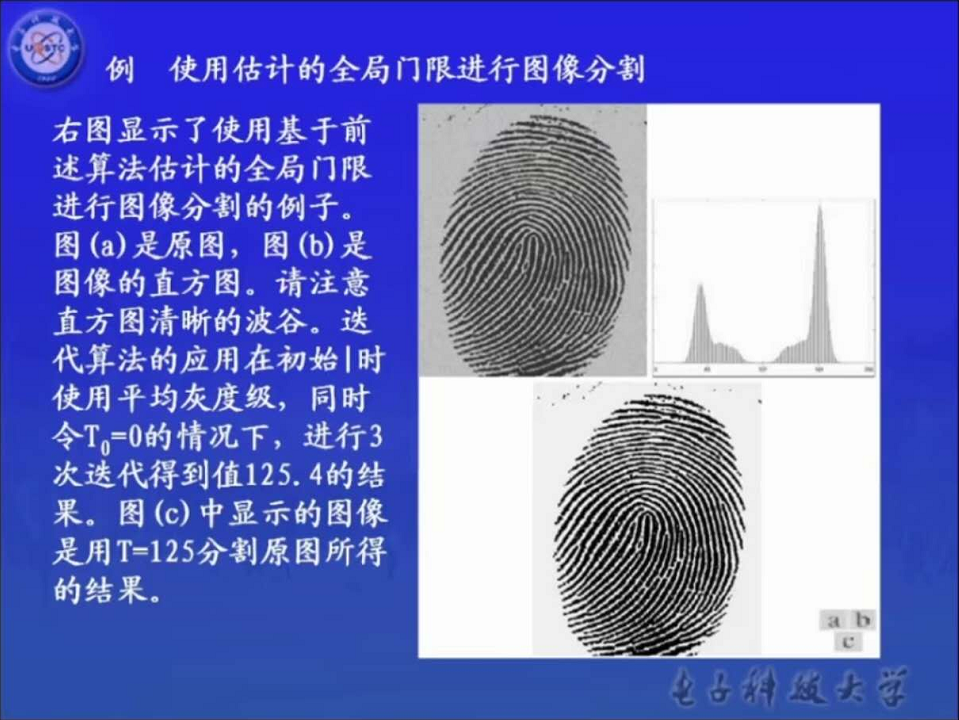 例 使用估计的全局门限进行图像分割
右图显示了使用基于前
述算法估计的全局门限
进行图像分割的例子。
图(a)是原图，图(b)是
图像的直方图。请注意
直方图清晰的波谷。迭
代算法的应用在初始|时
使用平均灰度级，同时
令T0=0的情况下，进行3
次迭代得到值125.4的结
果。图(c)中显示的图像
是用T=125分割原图所得
的结果。
a b
c
电子科技大学